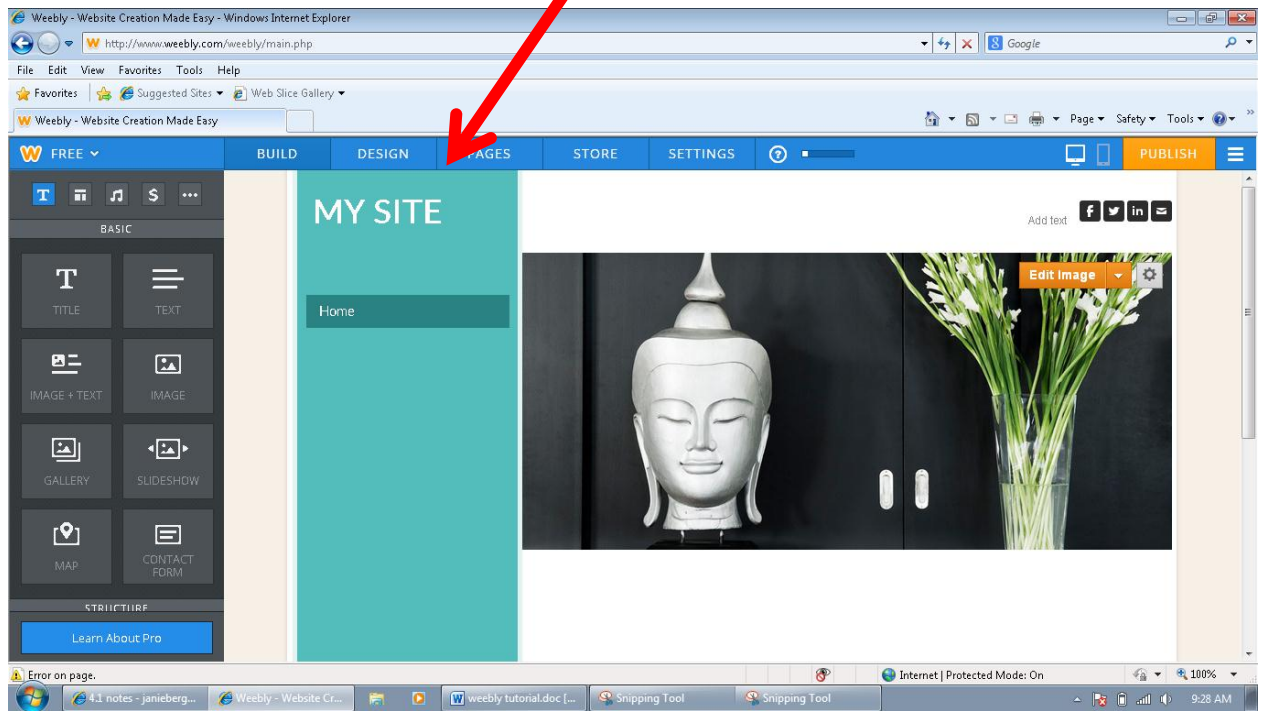 Weebly - Website Creation Made Easy - Windows Internet Explorer
http://www.weebly.com/weebly/main.php
Google
File Edit View Favorites Tools Help
Favorites Suggested Sites Web Slice Gallery
Weebly - Website Creation Made Easy
Page Safety Tools
W FREE BUILD DESIGN PAGES STORE SETTINGS PUBLISH
T $
BASIC
MY SITE
Add text
Edit Image
T
TITLE TEXT
Home
IMAGE + TEXT IMAGE
GALLERY SLIDESHOW
MAP CONTACT FORM
STRUCTURE
Learn About Pro
Error on page. Internet | Protected Mode: On 100%
4.1 notes - janieberg... Weebly - Website Cr... weebly tutorial.doc [... Snipping Tool Snipping Tool 9:28 AM